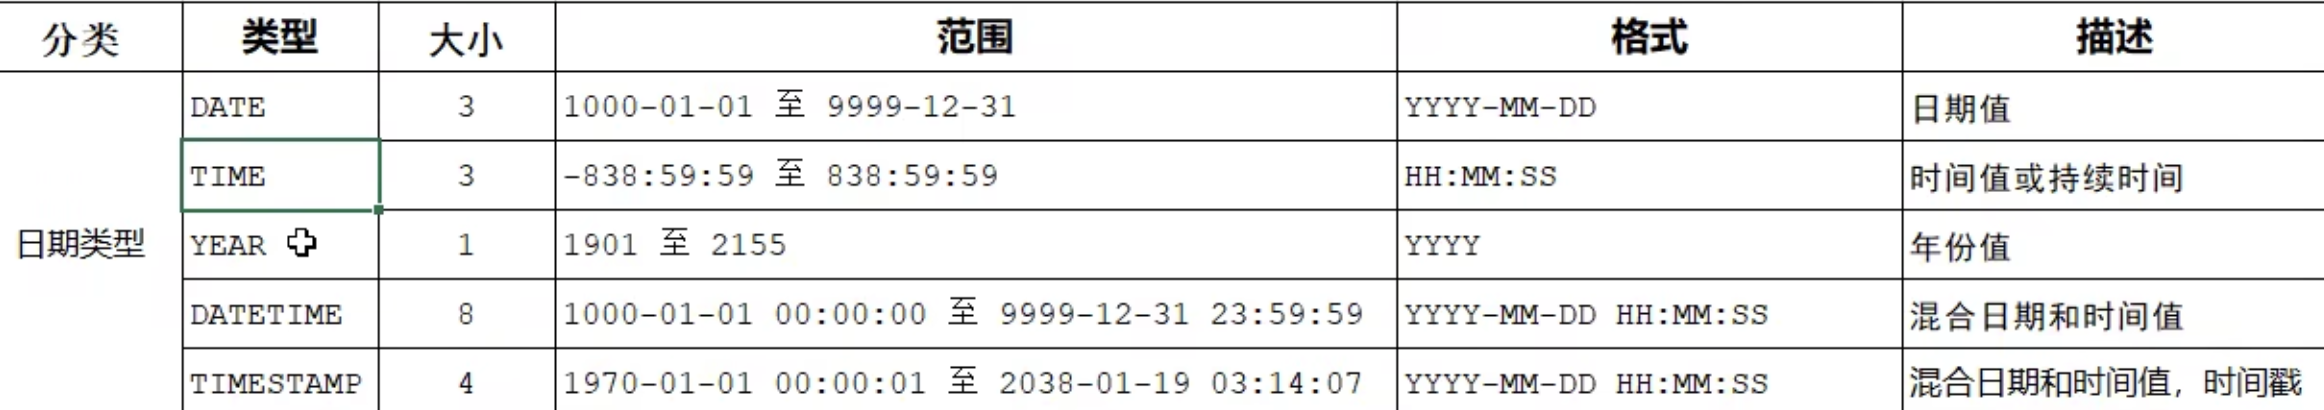 分类 类型 大小 范围 格式 描述
DATE 3 1000-01-01 至 9999-12-31 YYYY-MM-DD 日期值
TIME 3 -838:59:59 至 838:59:59 HH:MM:SS 时间值或持续时间
日期类型 YEAR 1 1901 至 2155 YYYY 年份值
DATETIME 8 1000-01-01 00:00:00 至 9999-12-31 23:59:59 YYYY-MM-DD HH:MM:SS 混合日期和时间值
TIMESTAMP 4 1970-01-01 00:00:01 至 2038-01-19 03:14:07 YYYY-MM-DD HH:MM:SS 混合日期和时间值，时间戳